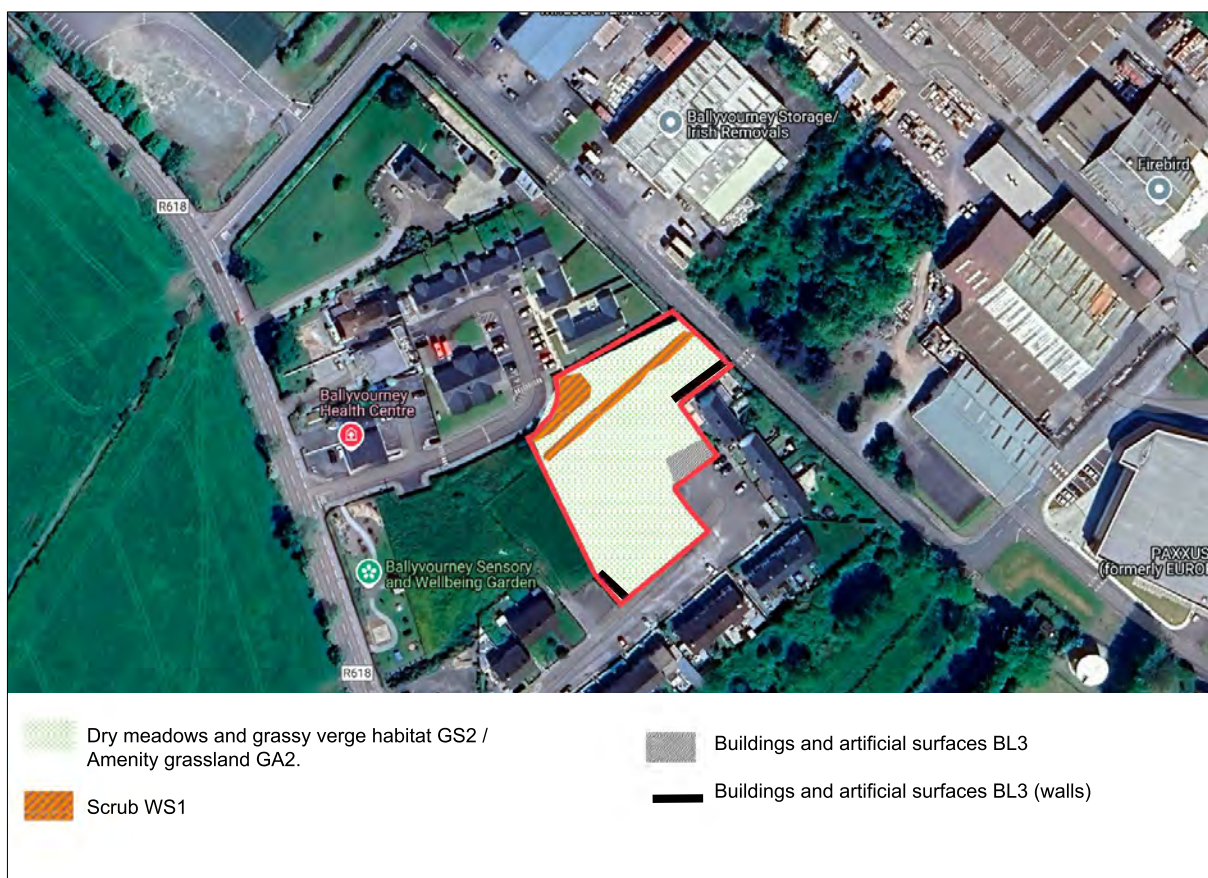 Ballyvourney Storage/
Irish Removals
Firebird
R618
Ballyvourney
Health Centre
Ballyvourney Sensory
and Wellbeing Garden
PAXXUS
R618
Dry meadows and grassy verge habitat GS2 /
Amenity grassland GA2.
Scrub WS1
Buildings and artificial surfaces BL3
Buildings and artificial surfaces BL3 (walls)